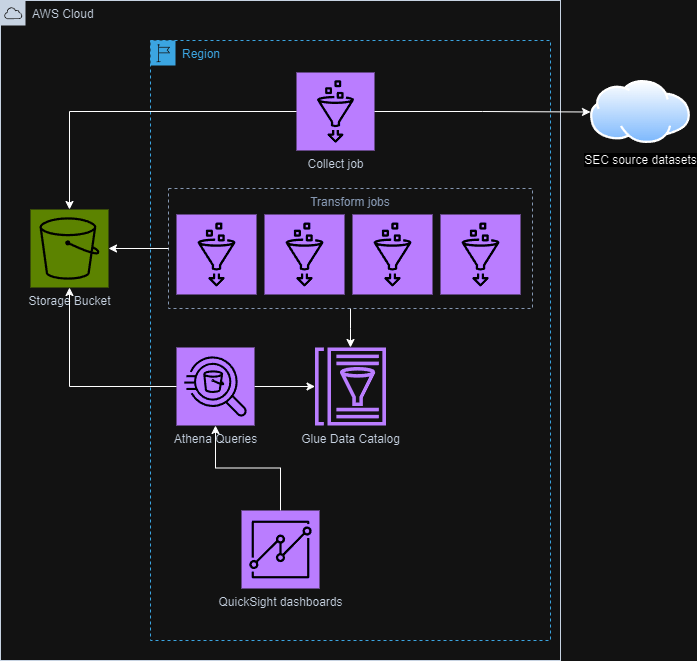 AWS Cloud
Region
Collect job
SEC source datasets
Transform jobs
Storage Bucket
Athena Queries
Glue Data Catalog
QuickSight dashboards